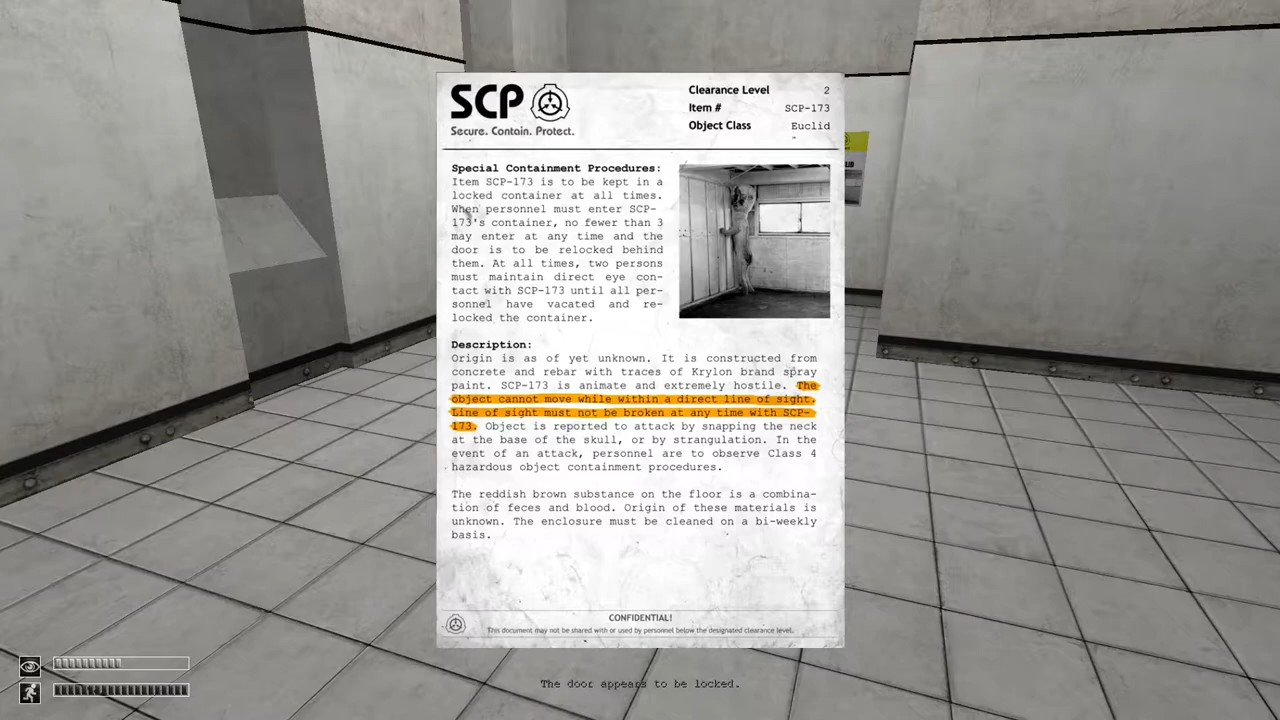 SCP
Secure. Contain. Protect.
Clearance Level 2
Item # SCP-173
Object Class Euclid
Special Containment Procedures:
Item SCP-173 is to be kept in a
locked container at all times.
When personnel must enter SCP-
173's container, no fewer than 3
may enter at any time and the
door is to be relocked behind
them. At all times, two persons
must maintain direct eye con-
tact with SCP-173 until all per-
sonnel have vacated and re-
locked the container.
Description:
Origin is as of yet unknown. It is constructed from
concrete and rebar with traces of Krylon brand spray
paint. SCP-173 is animate and extremely hostile. The
object cannot move while within a direct line of sight.
Line of sight must not be broken at any time with SCP-
173. Object is reported to attack by snapping the neck
at the base of the skull, or by strangulation. In the
event of an attack, personnel are to observe Class 4
hazardous object containment procedures.
The reddish brown substance on the floor is a combina-
tion of feces and blood. Origin of these materials is
unknown. The enclosure must be cleaned on a bi-weekly
basis.
CONFIDENTIAL!
This document may not be shared with or used by personnel below the designated clearance level.
The door appears to be locked.